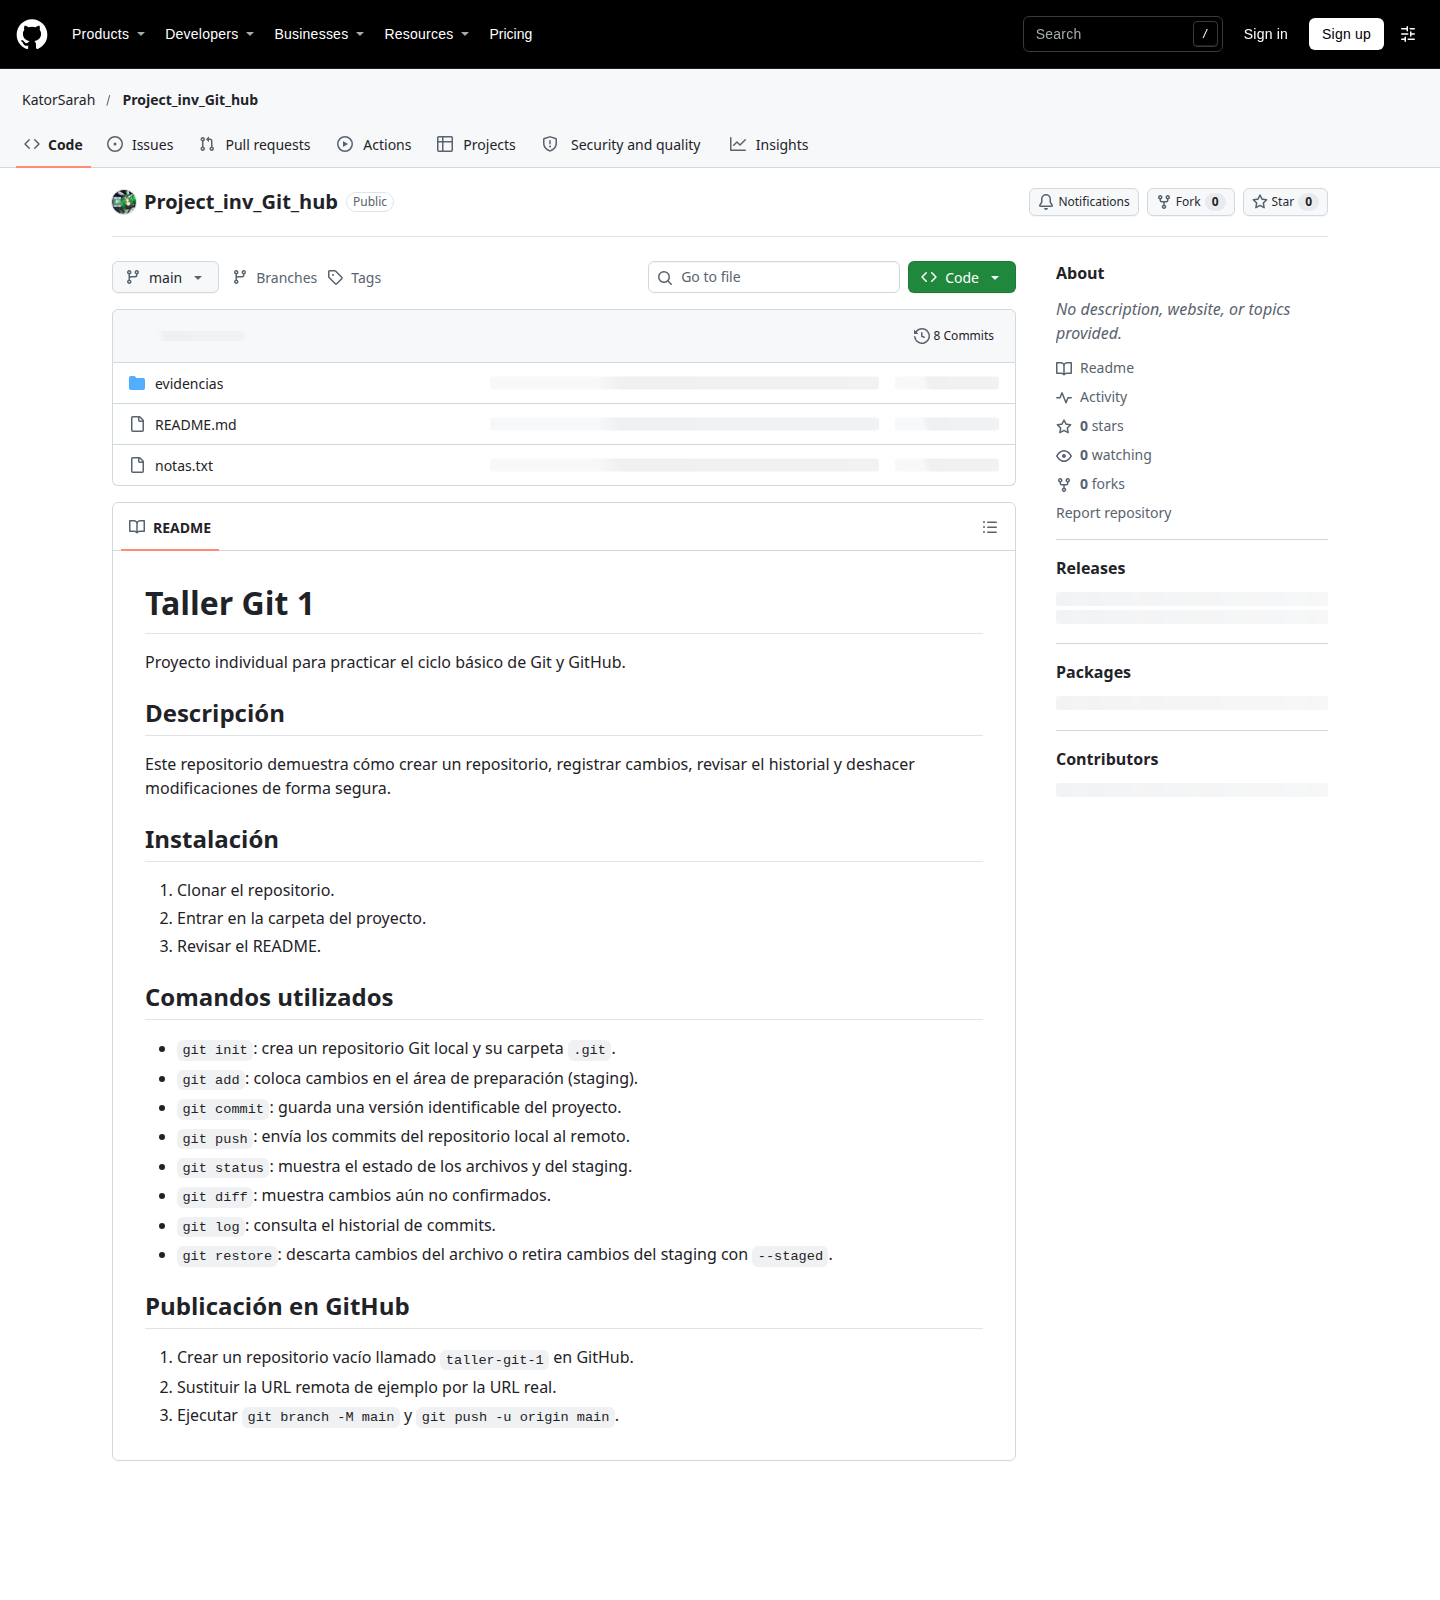 Products Developers Businesses Resources Pricing Search / Sign in Sign up
KatorSarah / Project_inv_Git_hub
Code Issues Pull requests Actions Projects Security and quality Insights
Project_inv_Git_hub Public Notifications Fork 0 Star 0
main Branches Tags Go to file Code
8 Commits
evidencias
README.md
notas.txt
README
Taller Git 1
Proyecto individual para practicar el ciclo básico de Git y GitHub.
Descripción
Este repositorio demuestra cómo crear un repositorio, registrar cambios, revisar el historial y deshacer
modificaciones de forma segura.
Instalación
1. Clonar el repositorio.
2. Entrar en la carpeta del proyecto.
3. Revisar el README.
Comandos utilizados
• git init: crea un repositorio Git local y su carpeta .git.
• git add: coloca cambios en el área de preparación (staging).
• git commit: guarda una versión identificable del proyecto.
• git push: envía los commits del repositorio local al remoto.
• git status: muestra el estado de los archivos y del staging.
• git diff: muestra cambios aún no confirmados.
• git log: consulta el historial de commits.
• git restore: descarta cambios del archivo o retira cambios del staging con --staged.
Publicación en GitHub
1. Crear un repositorio vacío llamado taller-git-1 en GitHub.
2. Sustituir la URL remota de ejemplo por la URL real.
3. Ejecutar git branch -M main y git push -u origin main.
About
No description, website, or topics
provided.
Readme
Activity
0 stars
0 watching
0 forks
Report repository
Releases
Packages
Contributors